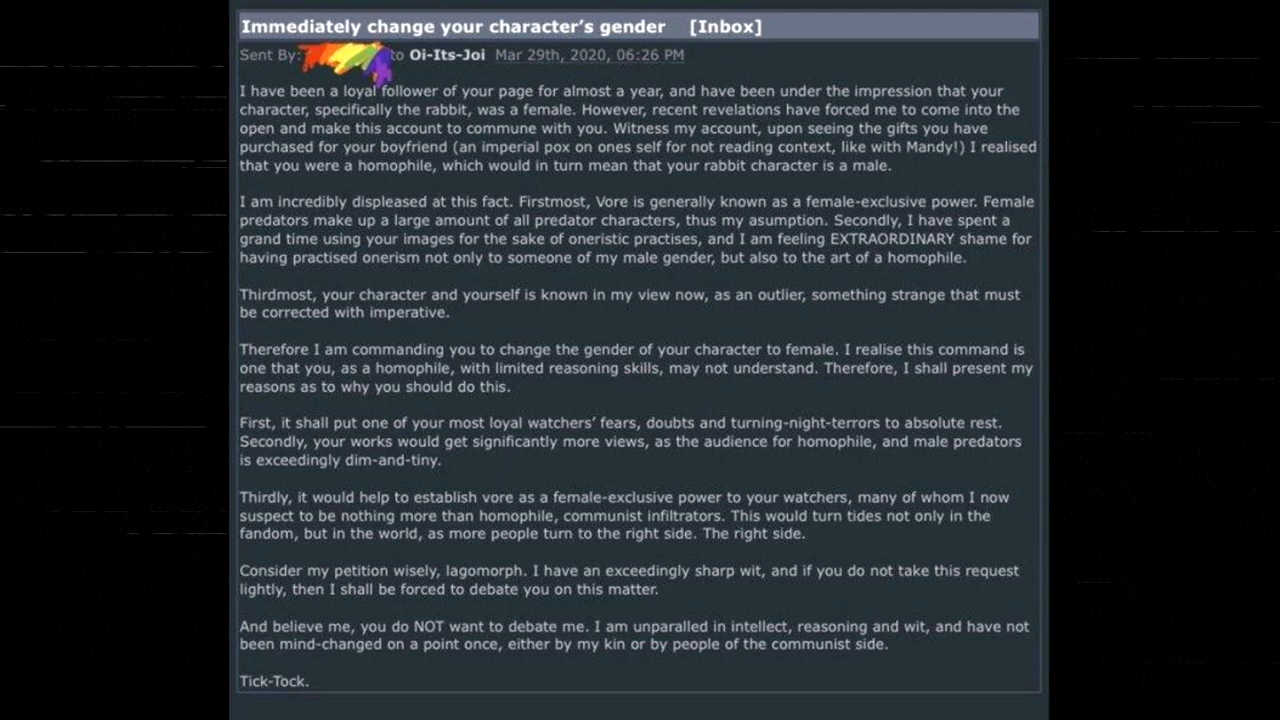 Immediately change your character's gender [Inbox]
Sent By: to Oi-Its-Joi Mar 29th, 2020, 06:26 PM
I have been a loyal follower of your page for almost a year, and have been under the impression that your
character, specifically the rabbit, was a female. However, recent revelations have forced me to come into the
open and make this account to commune with you. Witness my account, upon seeing the gifts you have
purchased for your boyfriend (an imperial pox on ones self for not reading context, like with Mandy!) I realised
that you were a homophile, which would in turn mean that your rabbit character is a male.
I am incredibly displeased at this fact. Firstmost, Vore is generally known as a female-exclusive power. Female
predators make up a large amount of all predator characters, thus my asumption. Secondly, I have spent a
grand time using your images for the sake of oneristic practises, and I am feeling EXTRAORDINARY shame for
having practised onerism not only to someone of my male gender, but also to the art of a homophile.
Thirdmost, your character and yourself is known in my view now, as an outlier, something strange that must
be corrected with imperative.
Therefore I am commanding you to change the gender of your character to female. I realise this command is
one that you, as a homophile, with limited reasoning skills, may not understand. Therefore, I shall present my
reasons as to why you should do this.
First, it shall put one of your most loyal watchers' fears, doubts and turning-night-terrors to absolute rest.
Secondly, your works would get significantly more views, as the audience for homophile, and male predators
is exceedingly dim-and-tiny.
Thirdly, it would help to establish vore as a female-exclusive power to your watchers, many of whom I now
suspect to be nothing more than homophile, communist infiltrators. This would turn tides not only in the
fandom, but in the world, as more people turn to the right side. The right side.
Consider my petition wisely, lagomorph. I have an exceedingly sharp wit, and if you do not take this request
lightly, then I shall be forced to debate you on this matter.
And believe me, you do NOT want to debate me. I am unparalled in intellect, reasoning and wit, and have not
been mind-changed on a point once, either by my kin or by people of the communist side.
Tick-Tock.